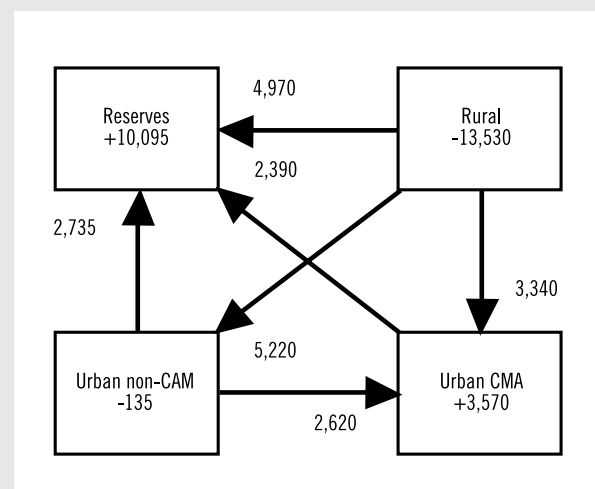 4,970
Reserves
+10,095
Rural
-13,530
2,390
2,735
3,340
5,220
Urban non-CAM
-135
Urban CMA
+3,570
2,620